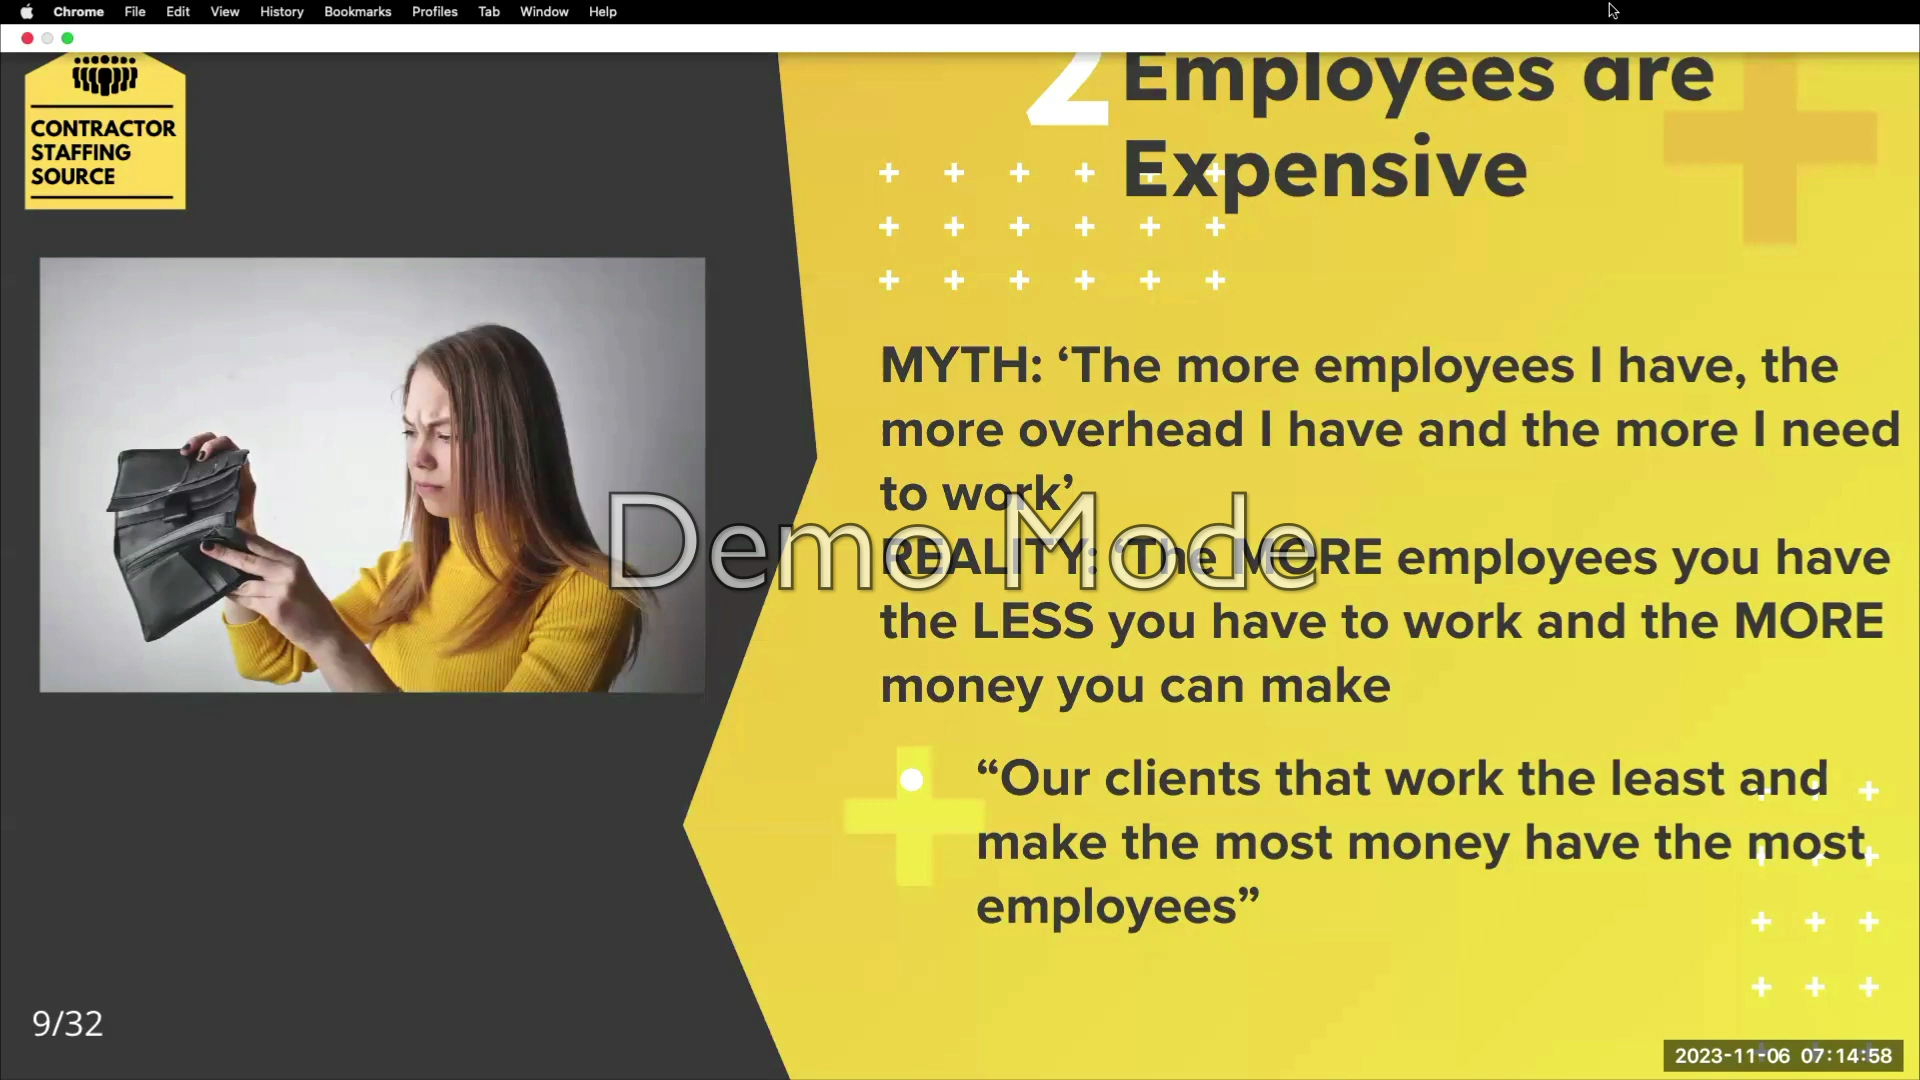 Chrome File Edit View History Bookmarks Profiles Tab Window Help
CONTRACTOR
STAFFING
SOURCE
2 Employees are
Expensive
MYTH: ‘The more employees I have, the
more overhead I have and the more I need
to work’
REALITY: ‘The MORE employees you have
the LESS you have to work and the MORE
money you can make
“Our clients that work the least and
make the most money have the most
employees”
Demo Mode
9/32
2023-11-06 07:14:58